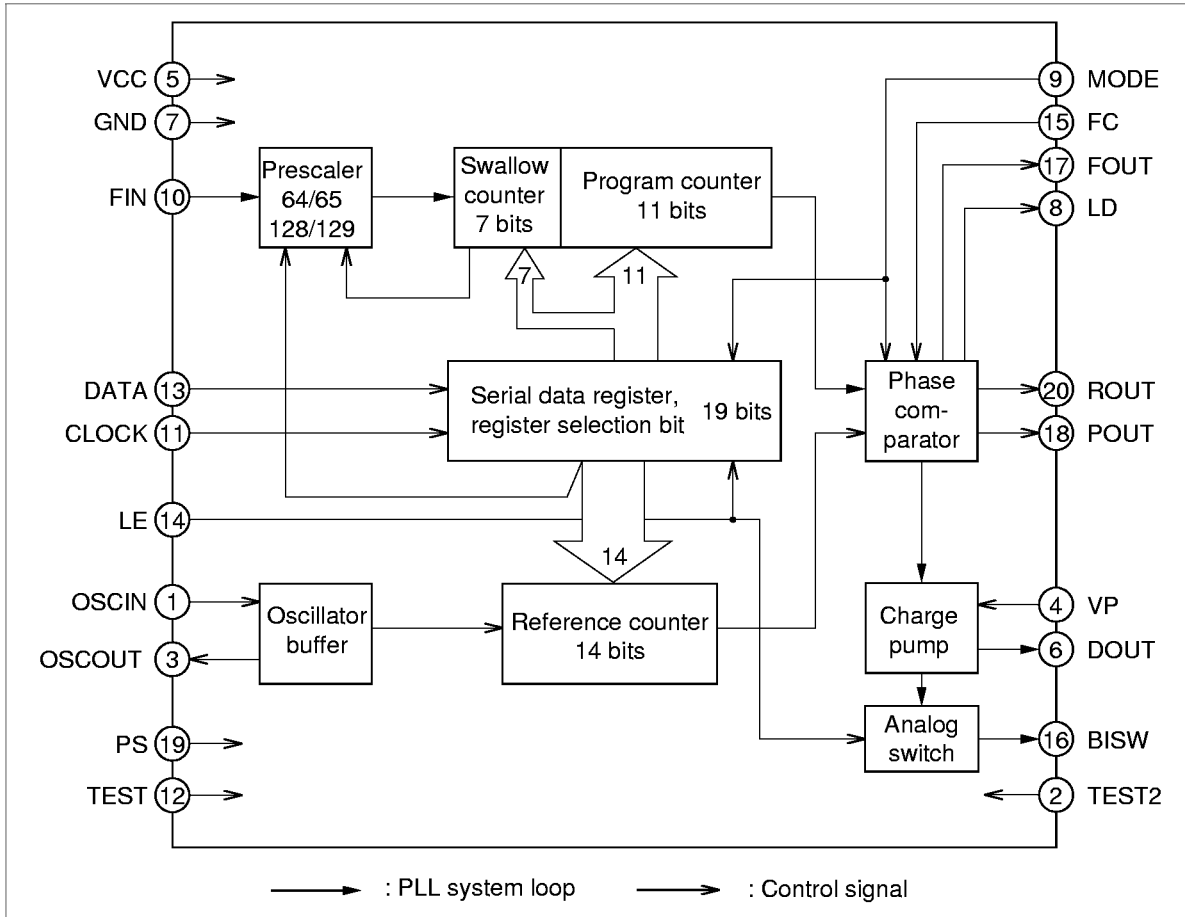 VCC 5
GND 7
FIN 10
DATA 13
CLOCK 11
LE 14
OSCIN 1
OSCOUT 3
PS 19
TEST 12
Prescaler
64/65
128/129
Swallow
counter
7 bits
Program counter
11 bits
7
11
Serial data register,
register selection bit
19 bits
14
Oscillator
buffer
Reference counter
14 bits
Phase
com-
parator
Charge
pump
Analog
switch
9 MODE
15 FC
17 FOUT
8 LD
20 ROUT
18 POUT
4 VP
6 DOUT
16 BISW
2 TEST2
: PLL system loop
: Control signal